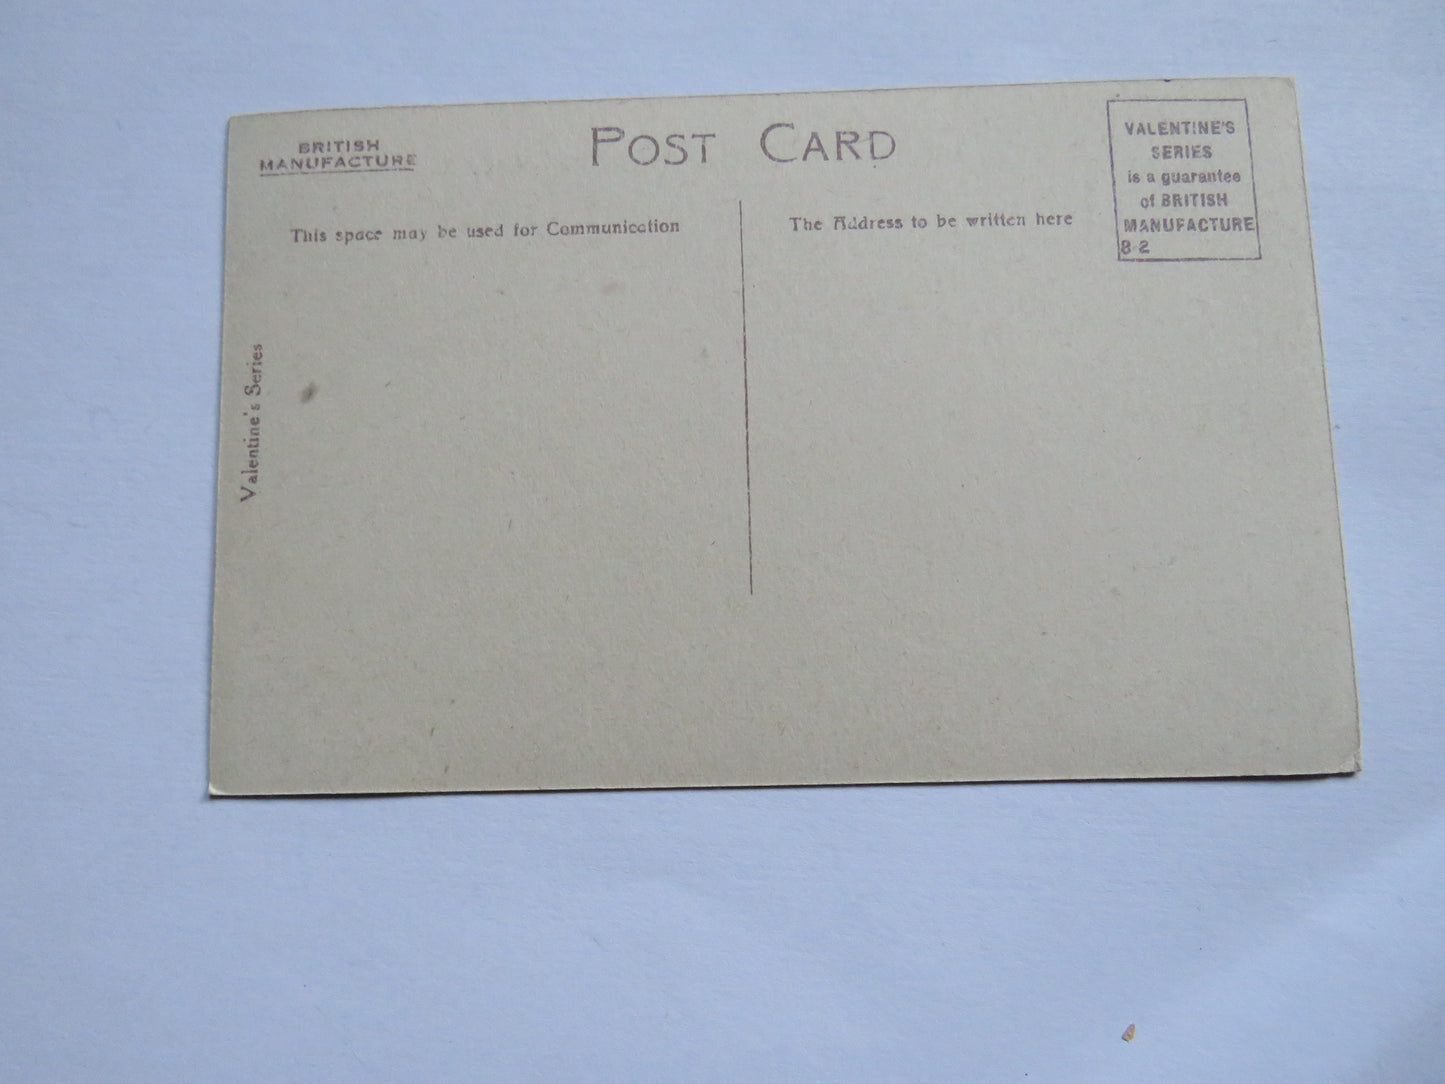 BRITISH
MANUFACTURE
POST CARD
VALENTINE'S
SERIES
is a guarantee
of BRITISH
MANUFACTURE
8 2
This space may be used for Communication
The Address to be written here
Valentine's Series